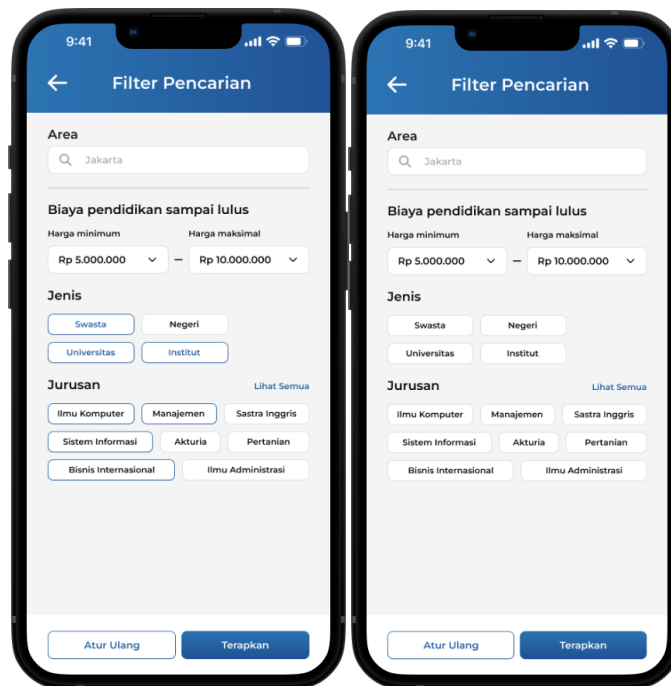 9:41
Filter Pencarian
Area
Jakarta
Biaya pendidikan sampai lulus
Harga minimum Harga maksimal
Rp 5.000.000 – Rp 10.000.000
Jenis
Swasta Negeri
Universitas Institut
Jurusan Lihat Semua
Ilmu Komputer Manajemen Sastra Inggris
Sistem Informasi Akturia Pertanian
Bisnis Internasional Ilmu Administrasi
Atur Ulang Terapkan
9:41
Filter Pencarian
Area
Jakarta
Biaya pendidikan sampai lulus
Harga minimum Harga maksimal
Rp 5.000.000 – Rp 10.000.000
Jenis
Swasta Negeri
Universitas Institut
Jurusan Lihat Semua
Ilmu Komputer Manajemen Sastra Inggris
Sistem Informasi Akturia Pertanian
Bisnis Internasional Ilmu Administrasi
Atur Ulang Terapkan